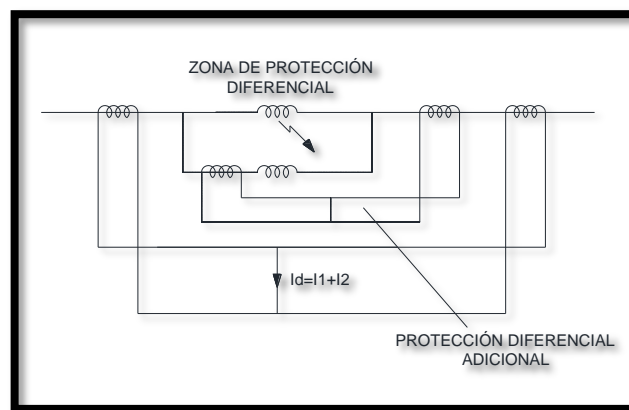 ZONA DE PROTECCIÓN
DIFERENCIAL
Id=I1+I2
PROTECCIÓN DIFERENCIAL
ADICIONAL